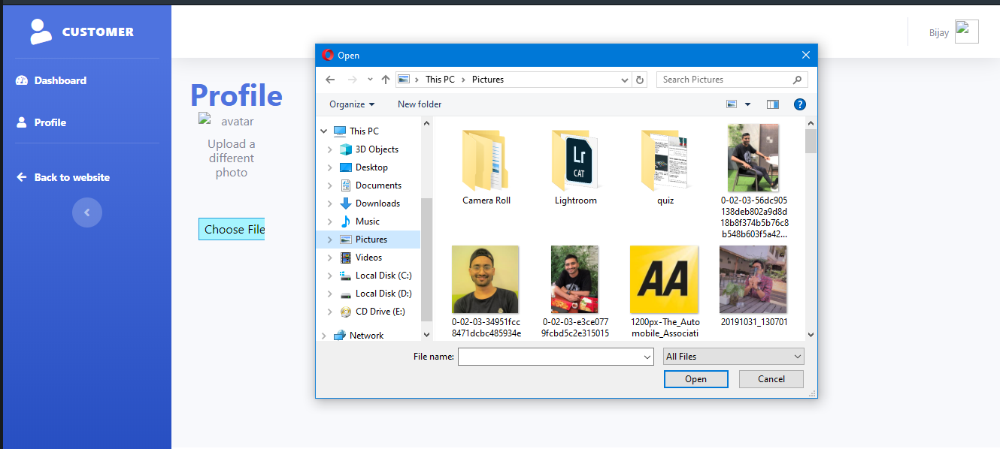 CUSTOMER
Dashboard
Profile
Back to website
Bijay
Profile
avatar
Upload a
different
photo
Choose File
Open
This PC
Pictures
Search Pictures
Organize
New folder
This PC
3D Objects
Desktop
Documents
Downloads
Music
Pictures
Videos
Local Disk (C:)
Local Disk (D:)
CD Drive (E:)
Network
Camera Roll
Lr
CAT
Lightroom
quiz
0-02-03-56dc905
138deb802a9d8d
18b8f374b5b76c8
b548b603f5a42...
0-02-03-34951fcc
8471dcbc485934e
0-02-03-e3ce077
9fcbd5c2e315015
AA
1200px-The_Auto
mobile_Associati
20191031_130701
File name:
All Files
Open
Cancel